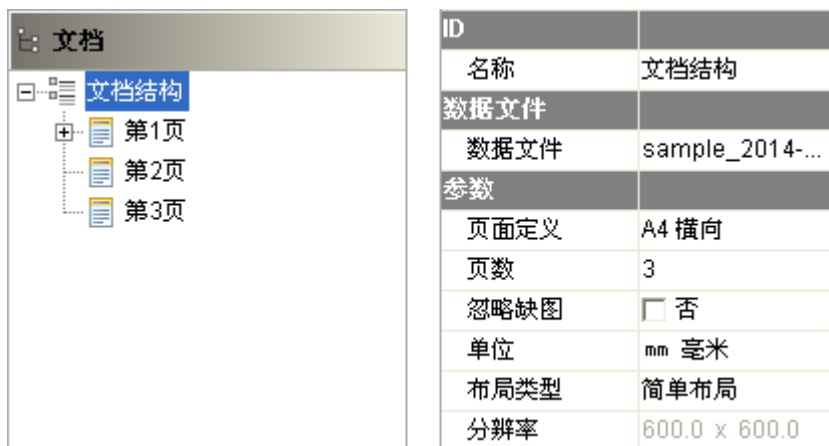 文档
文档结构
第1页
第2页
第3页
ID
名称 文档结构
数据文件
数据文件 sample_2014-...
参数
页面定义 A4 横向
页数 3
忽略缺图 否
单位 mm 毫米
布局类型 简单布局
分辨率 600.0 x 600.0